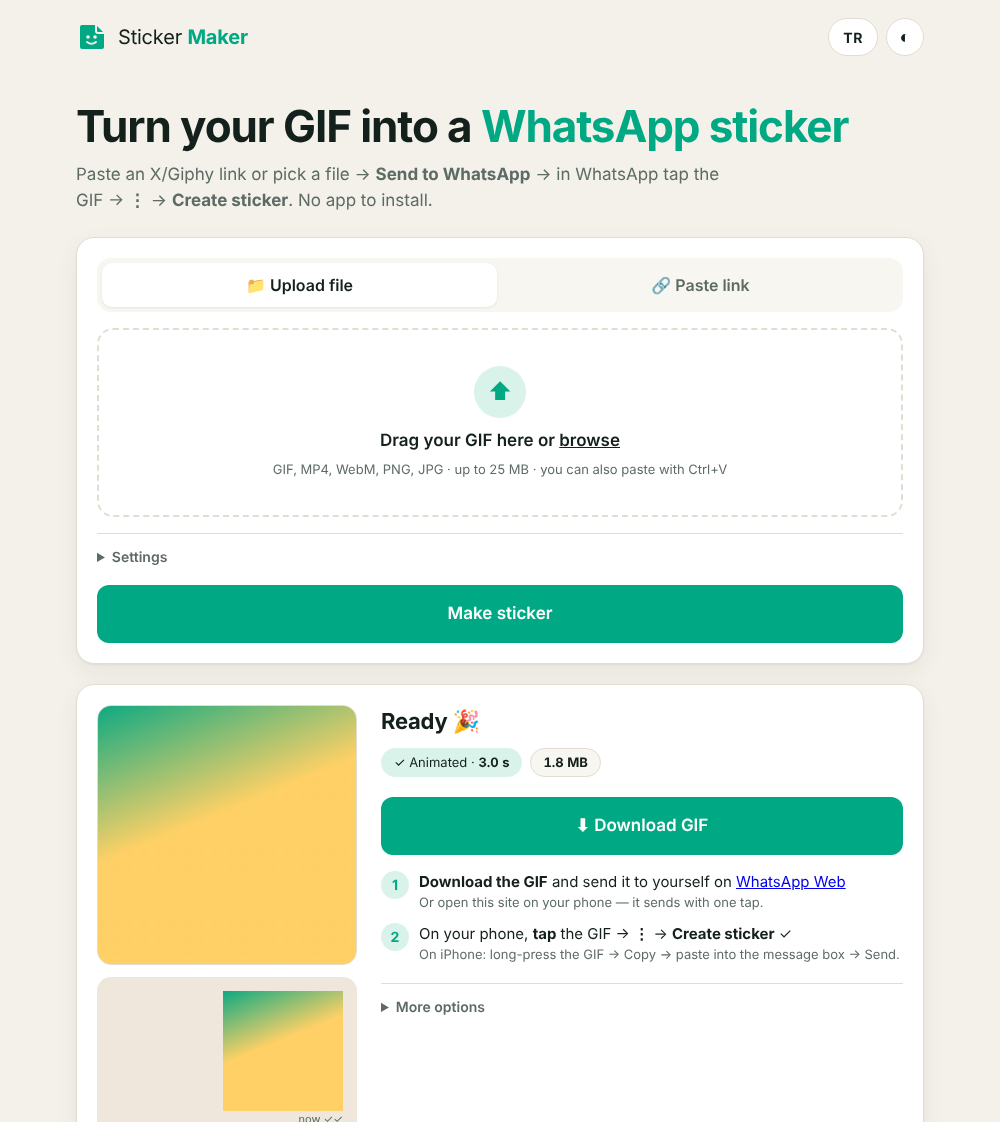 Sticker Maker
TR
Turn your GIF into a WhatsApp sticker
Paste an X/Giphy link or pick a file → Send to WhatsApp → in WhatsApp tap the
GIF → ⋮ → Create sticker. No app to install.
📁 Upload file
🔗 Paste link
Drag your GIF here or browse
GIF, MP4, WebM, PNG, JPG · up to 25 MB · you can also paste with Ctrl+V
Settings
Make sticker
Ready 🎉
✓ Animated · 3.0 s
1.8 MB
⬇ Download GIF
1 Download the GIF and send it to yourself on WhatsApp Web
Or open this site on your phone — it sends with one tap.
2 On your phone, tap the GIF → ⋮ → Create sticker ✓
On iPhone: long-press the GIF → Copy → paste into the message box → Send.
More options
now ✓✓